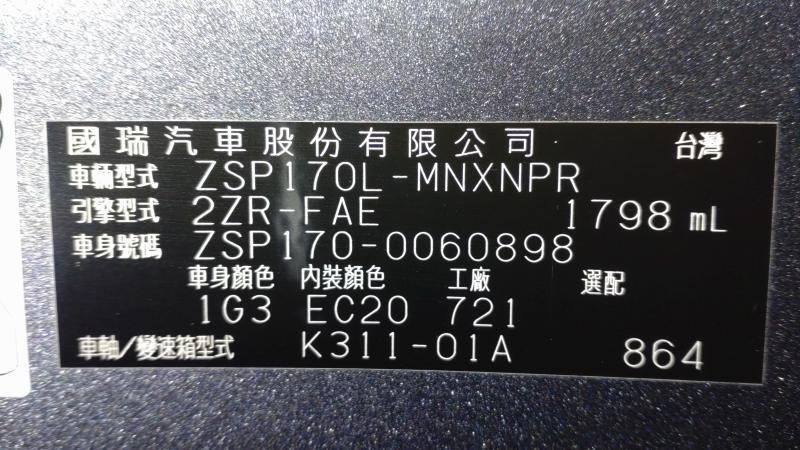 國瑞汽車股份有限公司 台灣
車輛型式 ZSP170L-MNXNPR
引擎型式 2ZR-FAE 1798 mL
車身號碼 ZSP170-0060898
車身顏色 內裝顏色 工廠 選配
1G3 EC20 721
車軸/變速箱型式 K311-01A 864